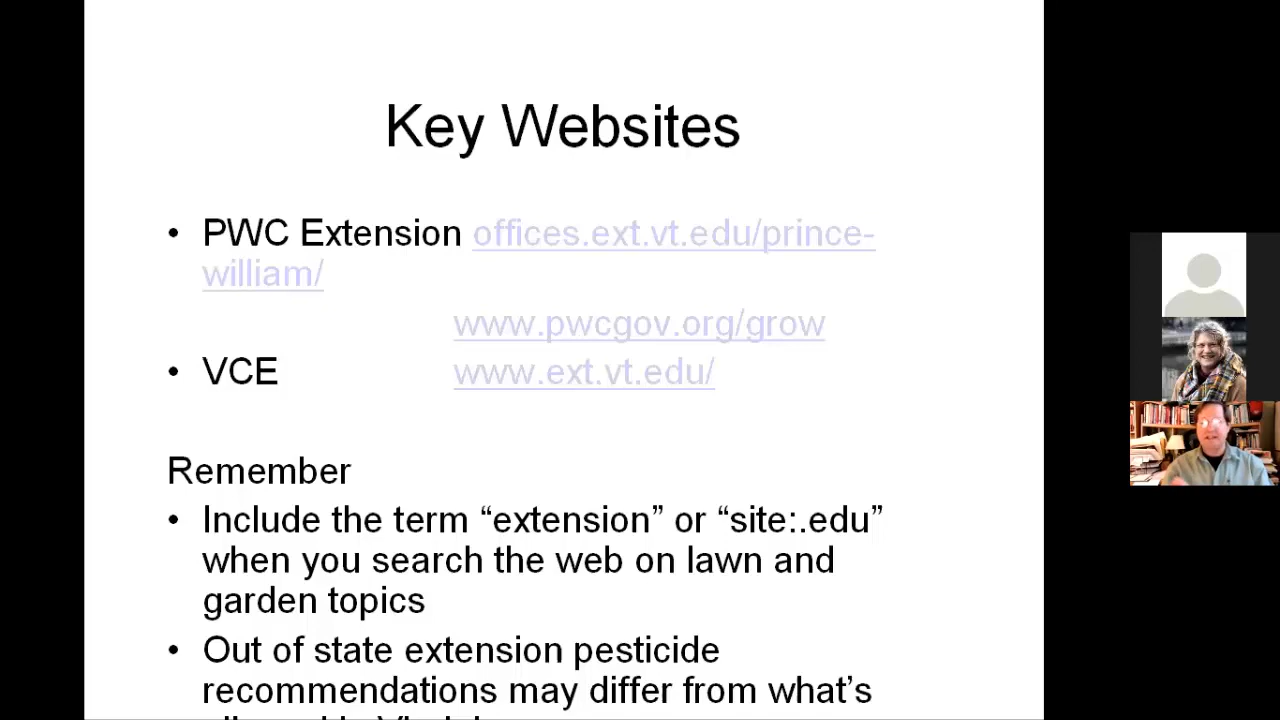 Key Websites
• PWC Extension offices.ext.vt.edu/prince-
william/
www.pwcgov.org/grow
• VCE www.ext.vt.edu/
Remember
• Include the term “extension” or “site:.edu”
when you search the web on lawn and
garden topics
• Out of state extension pesticide
recommendations may differ from what’s